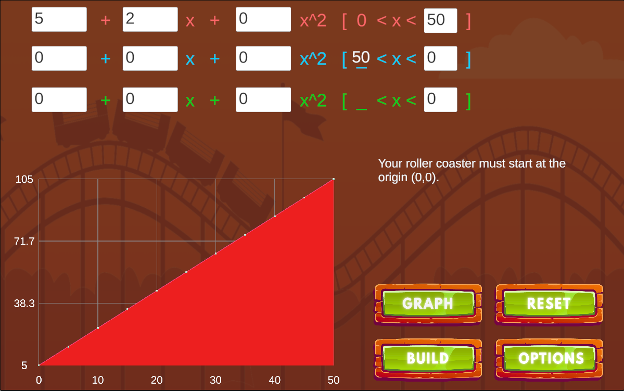 5 + 2 x + 0 x^2 [ 0 < x < 50 ]
0 + 0 x + 0 x^2 [ 50 < x < 0 ]
0 + 0 x + 0 x^2 [ _ < x < 0 ]
Your roller coaster must start at the
origin (0,0).
105
71.7
38.3
5
0 10 20 30 40 50
GRAPH RESET
BUILD OPTIONS